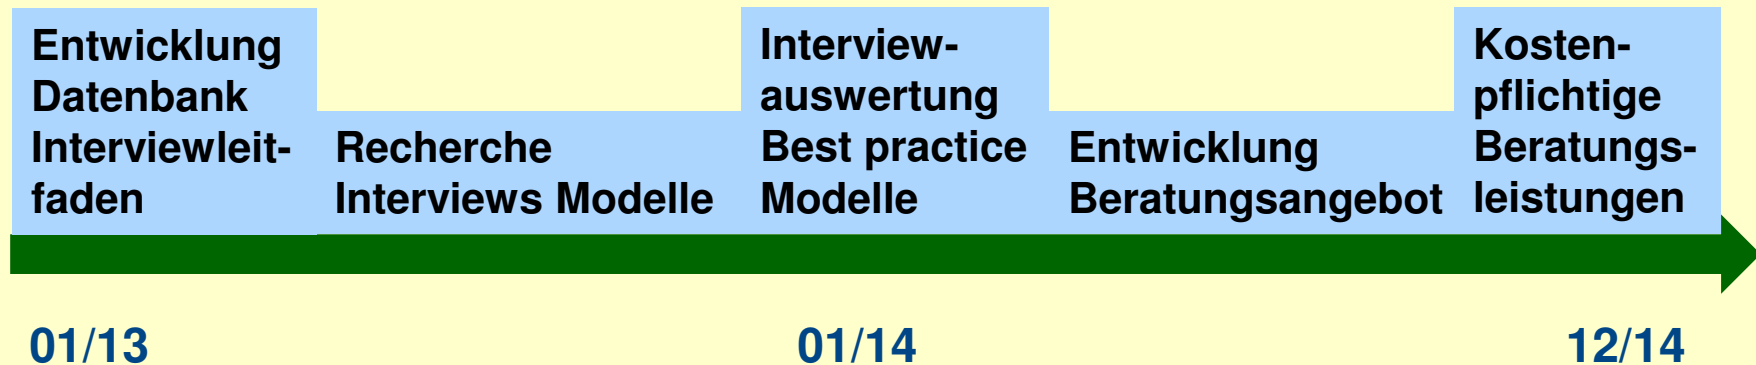 Entwicklung
Datenbank
Interviewleit-
faden
Recherche
Interviews Modelle
Interview-
auswertung
Best practice
Modelle
Entwicklung
Beratungsangebot
Kosten-
pflichtige
Beratungs-
leistungen
01/13
01/14
12/14